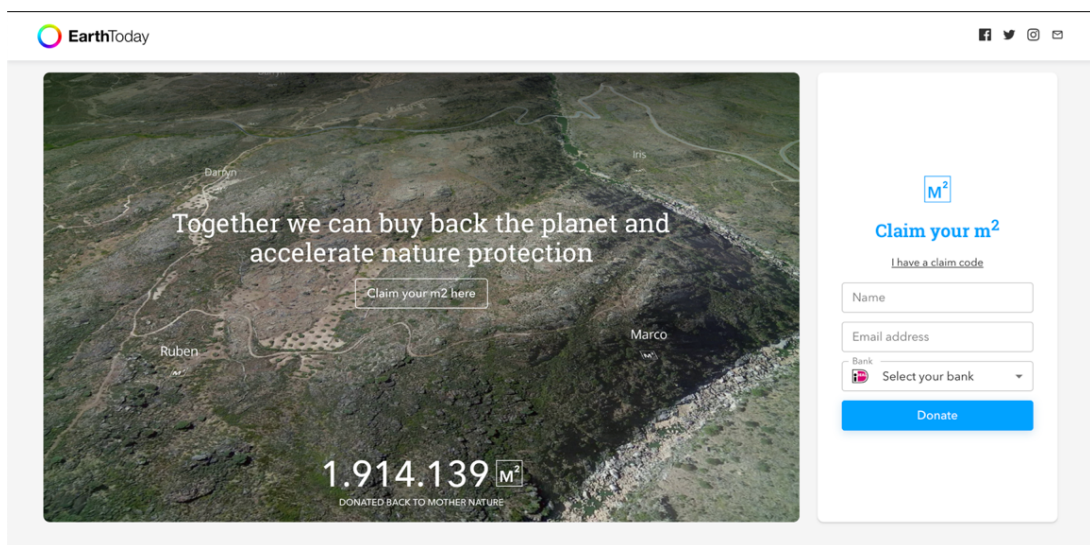 EarthToday
Darryn
Iris
Together we can buy back the planet and
accelerate nature protection
Claim your m2 here
Ruben
Marco
M²
1.914.139 M²
DONATED BACK TO MOTHER NATURE
M²
Claim your m²
I have a claim code
Name
Email address
Bank
Select your bank
Donate